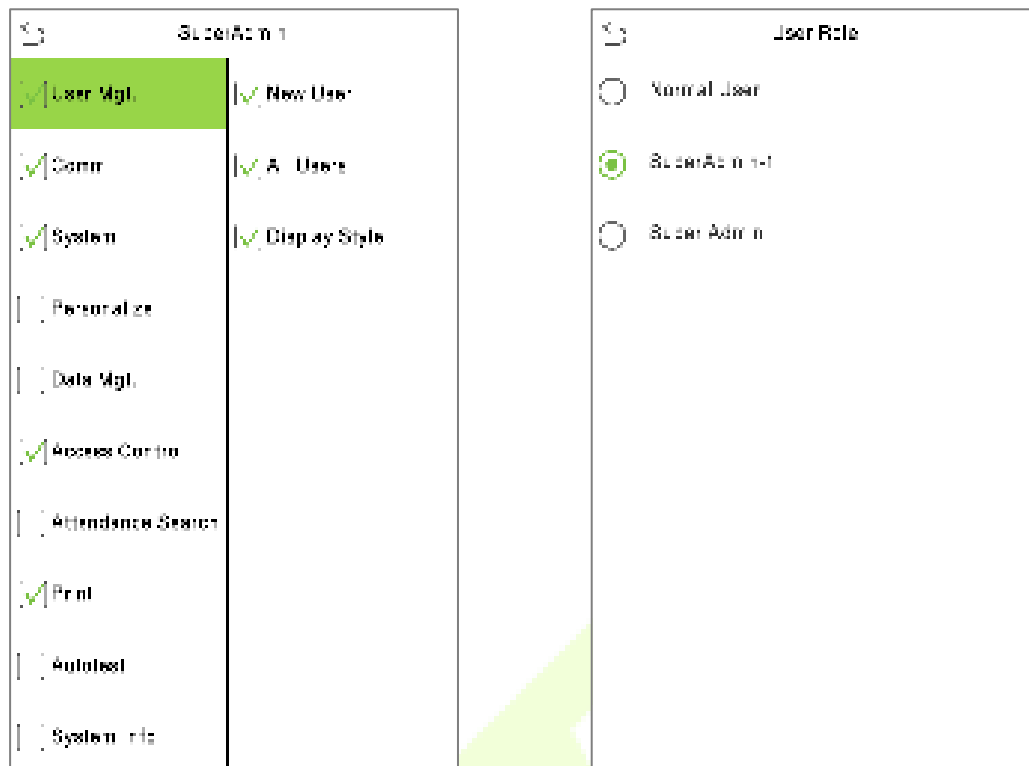 SuperAdmin
User Mgt.
Comm.
System
Personalize
Data Mgt.
Access Control
Attendance Search
Print
Autotest
System Info
New User
All Users
Display Style
User Role
Normal User
Super Admin